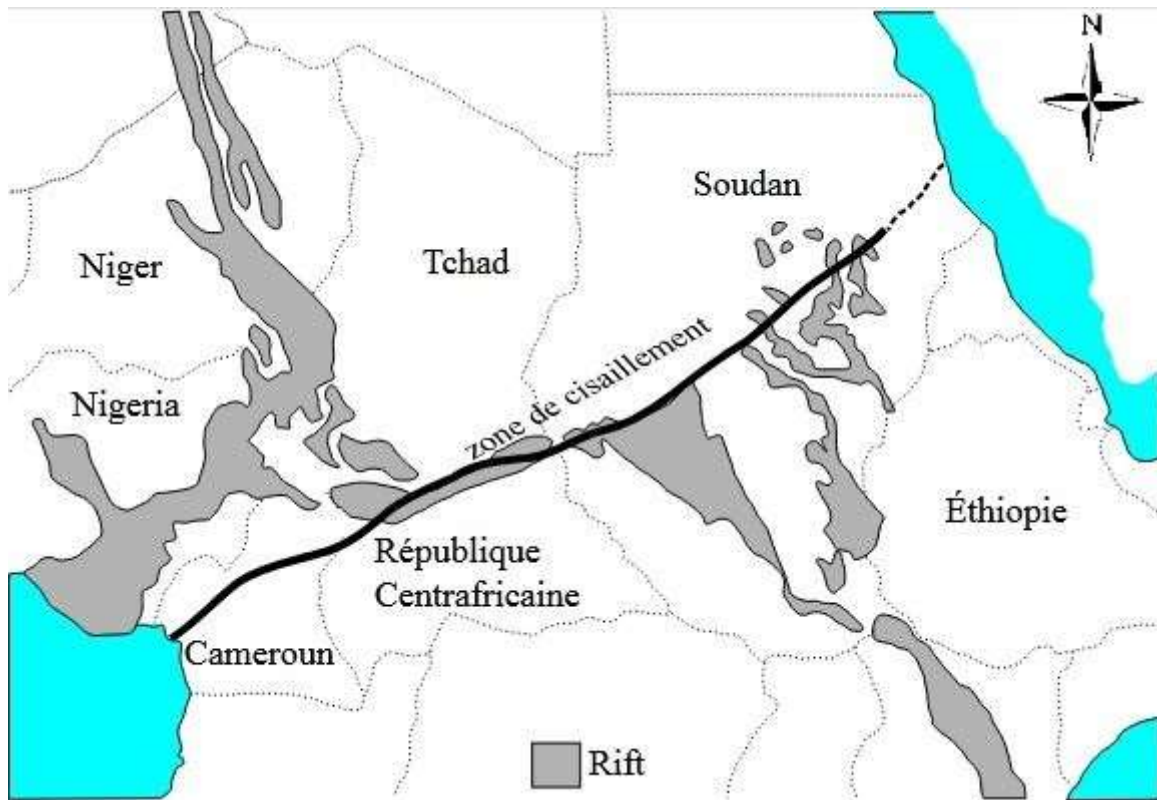 N
Soudan
Niger
Tchad
Nigeria
zone de cisaillement
Éthiopie
République
Centrafricaine
Cameroun
Rift